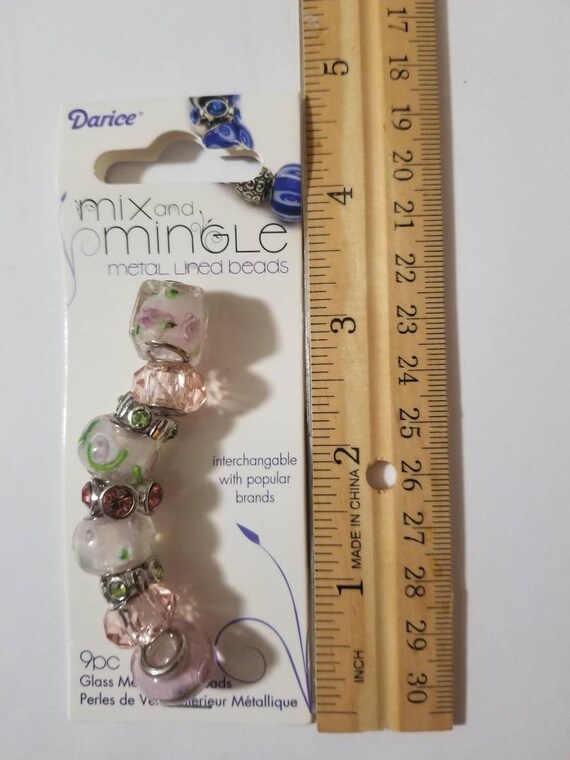 Darice®
mix and
mingle
metal lined beads
interchangable
with popular
brands
9pc
Glass Me
Perles de Ve
érieur Métallique
5
4
3
2
1
INCH
MADE IN CHINA
17
18
19
20
21
22
23
24
25
26
27
28
29
30